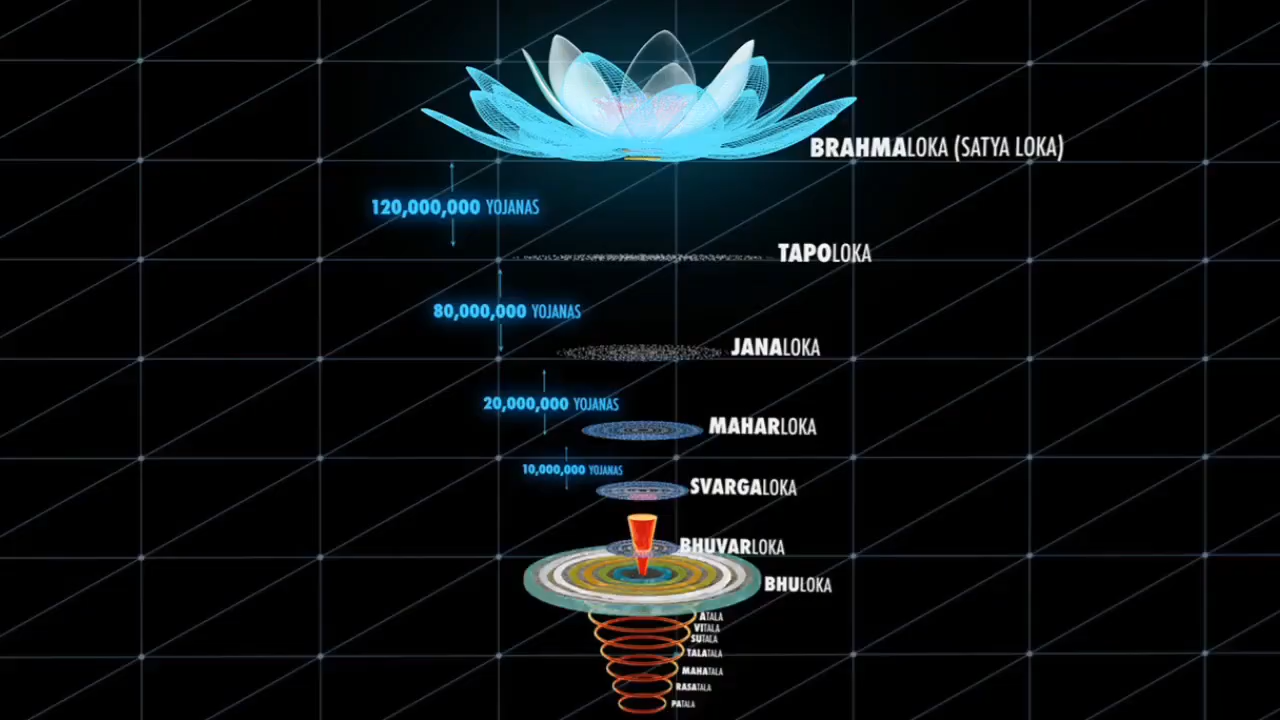 BRAHMALOKA (SATYA LOKA)
120,000,000 YOJANAS
TAPOLOKA
80,000,000 YOJANAS
JANALOKA
20,000,000 YOJANAS
MAHARLOKA
10,000,000 YOJANAS
SVARGALOKA
BHUVARLOKA
BHULOKA
ATALA
VITALA
SUTALA
TALATALA
MAHATALA
RASATALA
PATALA